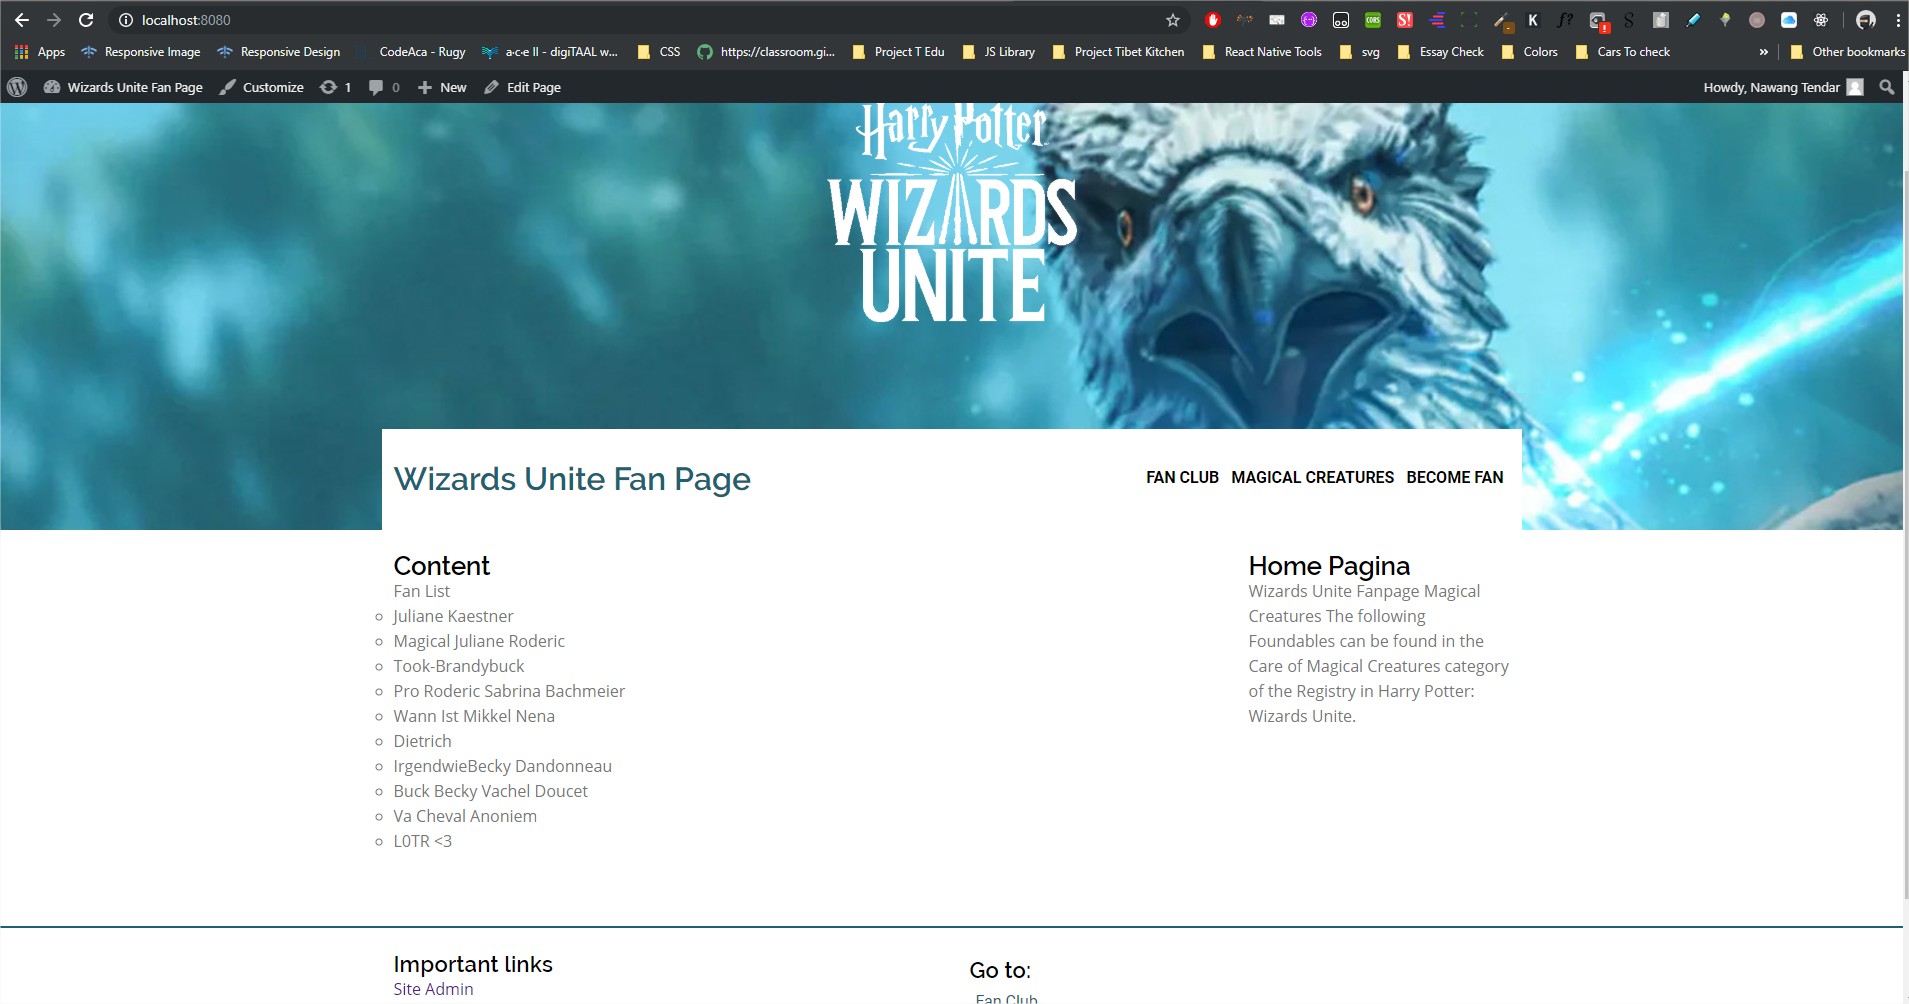 localhost:8080
CORS
S!
K
f?
S
Apps Responsive Image Responsive Design CodeAca - Rugy a·c·e II - digiTAAL w... CSS https://classroom.gi... Project T Edu JS Library Project Tibet Kitchen React Native Tools svg Essay Check Colors Cars To check » Other bookmarks
Wizards Unite Fan Page Customize 1 0 New Edit Page Howdy, Nawang Tendar
Harry Potter
WIZARDS
UNITE
Wizards Unite Fan Page
FAN CLUB MAGICAL CREATURES BECOME FAN
Content
Fan List
Juliane Kaestner
Magical Juliane Roderic
Took-Brandybuck
Pro Roderic Sabrina Bachmeier
Wann Ist Mikkel Nena
Dietrich
IrgendwieBecky Dandonneau
Buck Becky Vachel Doucet
Va Cheval Anoniem
L0TR <3
Home Pagina
Wizards Unite Fanpage Magical
Creatures The following
Foundables can be found in the
Care of Magical Creatures category
of the Registry in Harry Potter:
Wizards Unite.
Important links
Site Admin
Go to:
Fan Club